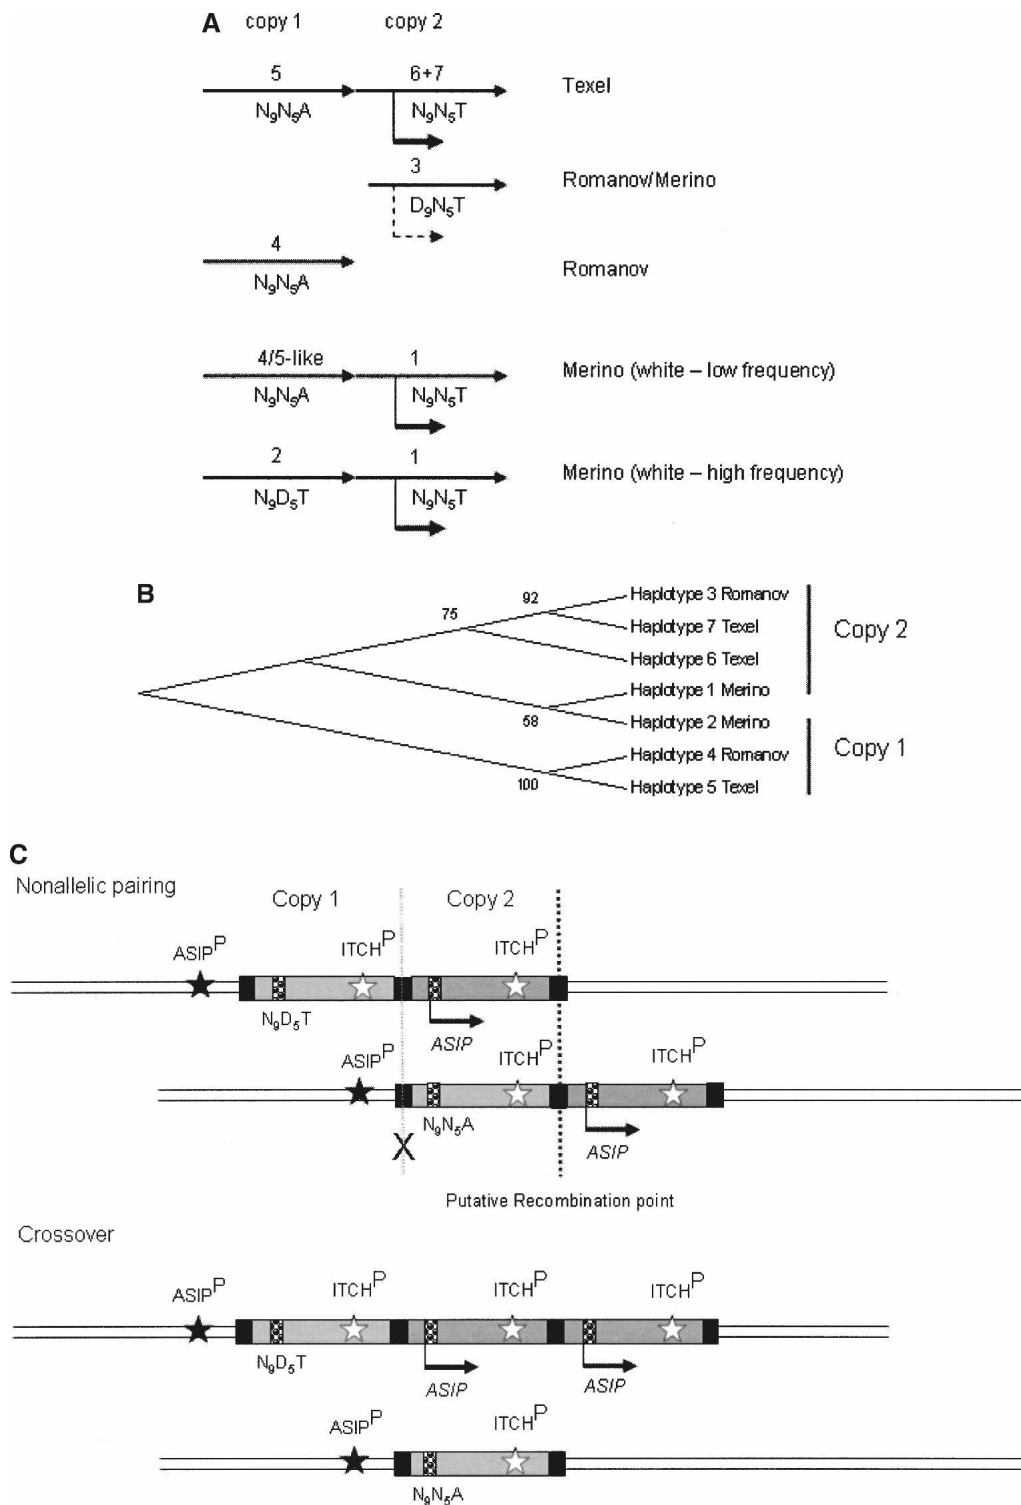 A copy 1 copy 2
5 6+7 Texel
N₉N₅A N₉N₅T
3 Romanov/Merino
D₉N₅T
4 Romanov
N₉N₅A
4/5-like 1 Merino (white – low frequency)
N₉N₅A N₉N₅T
2 1 Merino (white – high frequency)
N₉D₅T N₉N₅T
B
92 Haplotype 3 Romanov
75 Haplotype 7 Texel
Haplotype 6 Texel
Copy 2
Haplotype 1 Merino
58 Haplotype 2 Merino
Copy 1
Haplotype 4 Romanov
100 Haplotype 5 Texel
C
Nonallelic pairing
Copy 1 Copy 2
ASIPᴾ ITCHᴾ ITCHᴾ
N₉D₅T ASIP
ASIPᴾ ITCHᴾ ITCHᴾ
N₉N₅A ASIP
X
Putative Recombination point
Crossover
ASIPᴾ ITCHᴾ ITCHᴾ ITCHᴾ
N₉D₅T ASIP ASIP
ASIPᴾ ITCHᴾ
N₉N₅A